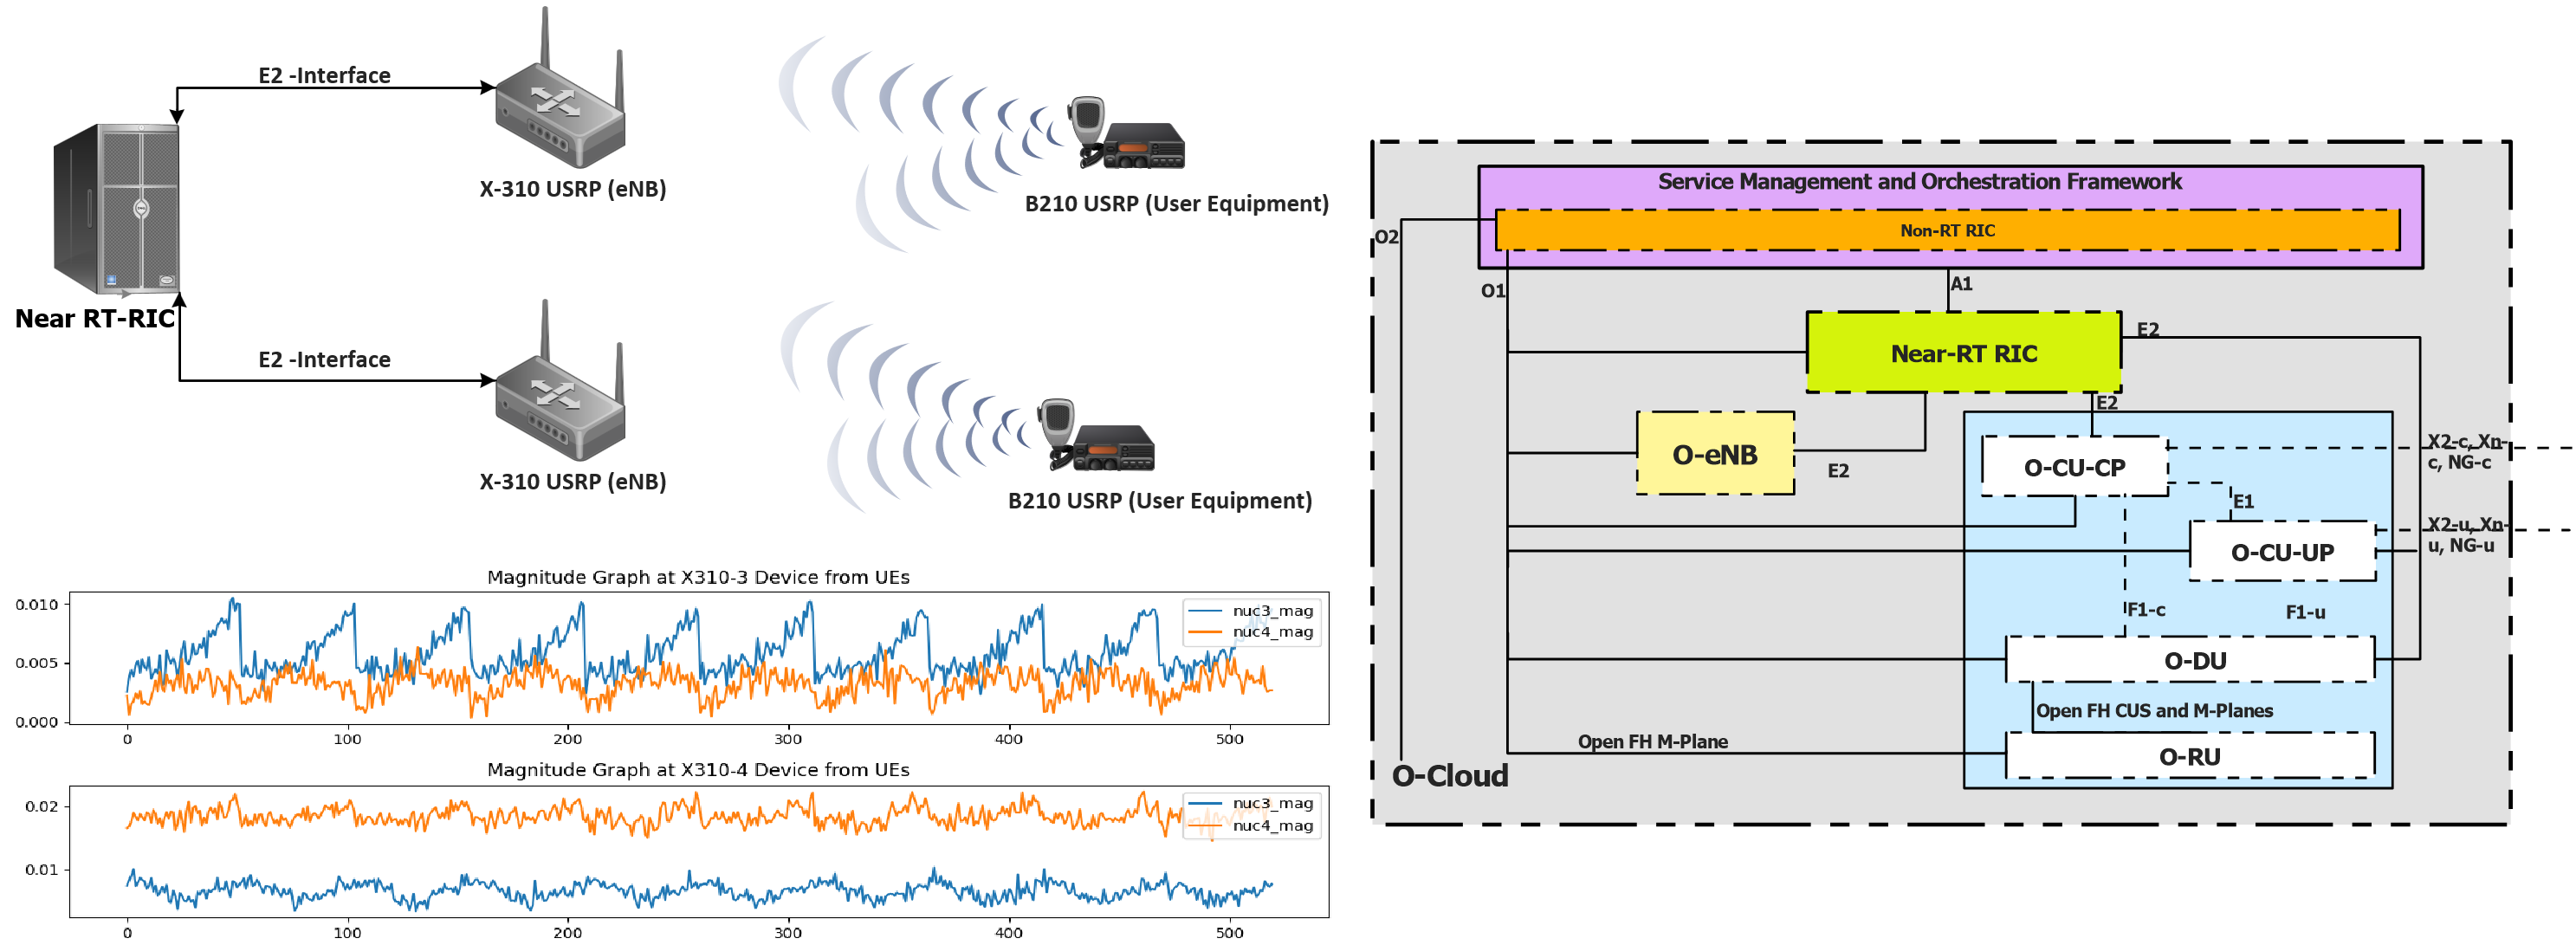 E2 -Interface
X-310 USRP (eNB)
B210 USRP (User Equipment)
Near RT-RIC
E2 -Interface
X-310 USRP (eNB)
B210 USRP (User Equipment)
Magnitude Graph at X310-3 Device from UEs
0.010
0.005
0.000
nuc3_mag
nuc4_mag
0 100 200 300 400 500
Magnitude Graph at X310-4 Device from UEs
0.02
0.01
nuc3_mag
nuc4_mag
0 100 200 300 400 500
Service Management and Orchestration Framework
Non-RT RIC
O2
O1
A1
Near-RT RIC
E2
E2
O-eNB
E2
O-CU-CP
X2-c, Xn-
c, NG-c
E1
X2-u, Xn-
u, NG-u
O-CU-UP
F1-c
F1-u
O-DU
Open FH CUS and M-Planes
Open FH M-Plane
O-RU
O-Cloud